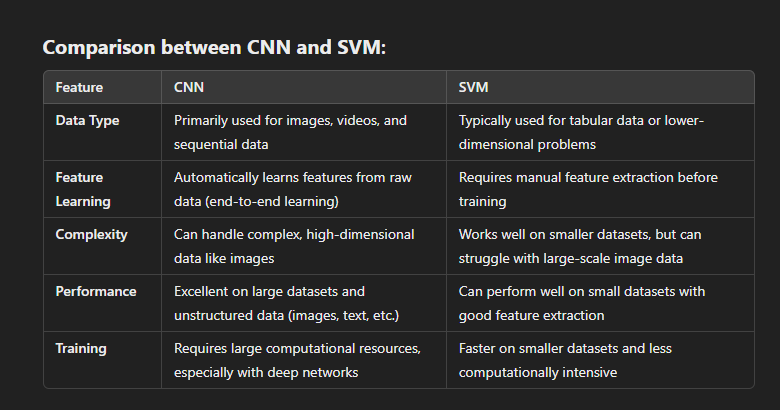 Comparison between CNN and SVM:
Feature CNN SVM
Data Type Primarily used for images, videos, and Typically used for tabular data or lower-
sequential data dimensional problems
Feature Automatically learns features from raw Requires manual feature extraction before
Learning data (end-to-end learning) training
Complexity Can handle complex, high-dimensional Works well on smaller datasets, but can
data like images struggle with large-scale image data
Performance Excellent on large datasets and Can perform well on small datasets with
unstructured data (images, text, etc.) good feature extraction
Training Requires large computational resources, Faster on smaller datasets and less
especially with deep networks computationally intensive